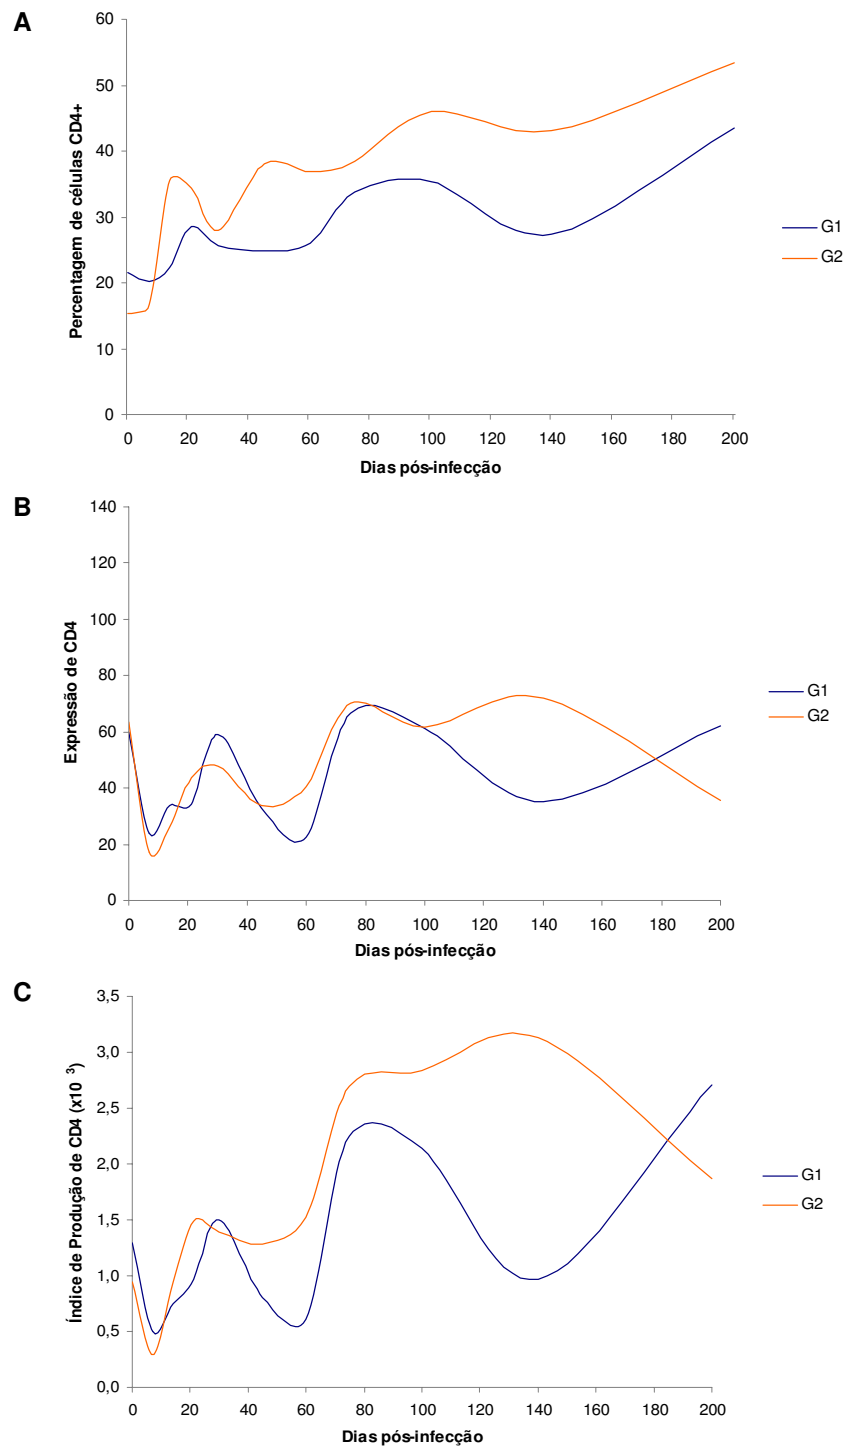 A
60
50
40
30
20
10
0
Percentagem de células CD4+
0 20 40 60 80 100 120 140 160 180 200
Dias pós-infecção
G1
G2
B
140
120
100
80
60
40
20
0
Expressão de CD4
0 20 40 60 80 100 120 140 160 180 200
Dias pós-infecção
G1
G2
C
3,5
3,0
2,5
2,0
1,5
1,0
0,5
0,0
Índice de Produção de CD4 (x10 ³)
0 20 40 60 80 100 120 140 160 180 200
Dias pós-infecção
G1
G2